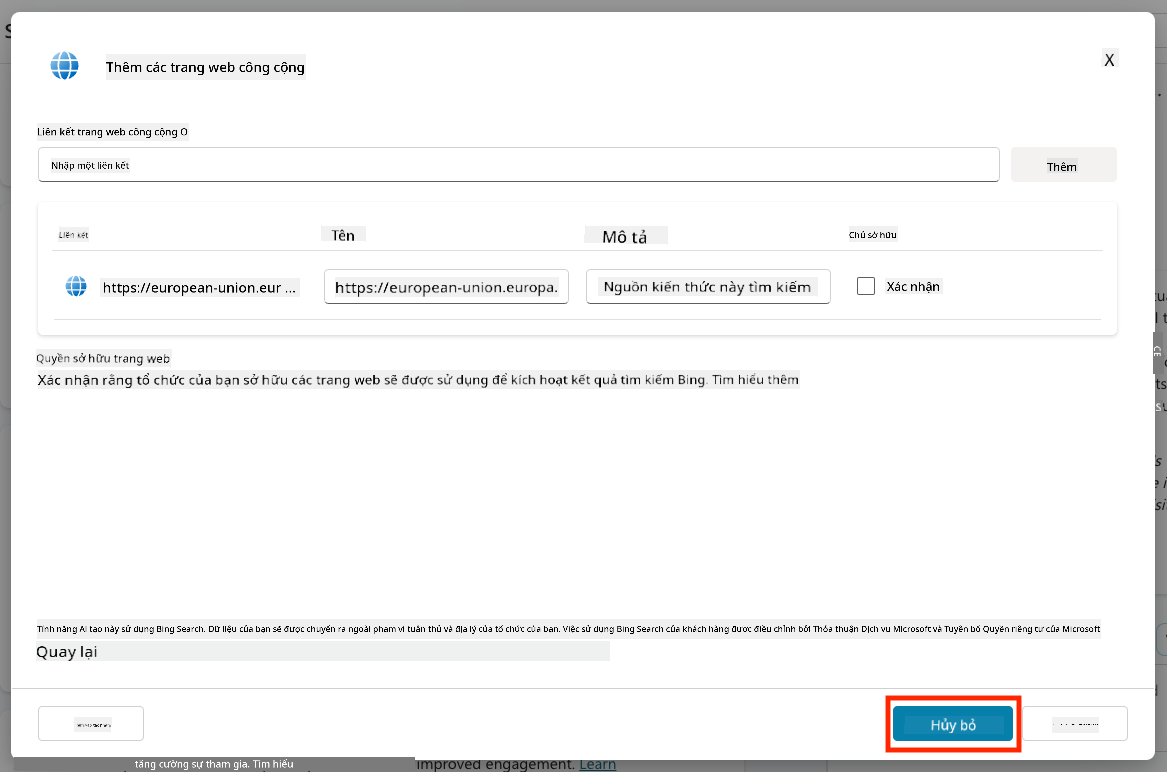 Thêm các trang web công cộng
X
Liên kết trang web công cộng O
Nhập một liên kết
Thêm
Liên kết
Tên
Mô tả
Chủ sở hữu
https://european-union.eur ...
https://european-union.europa.
Nguồn kiến thức này tìm kiếm
Xác nhận
Quyền sở hữu trang web
Xác nhận rằng tổ chức của bạn sở hữu các trang web sẽ được sử dụng để kích hoạt kết quả tìm kiếm Bing. Tìm hiểu thêm
Tính năng AI tạo này sử dụng Bing Search. Dữ liệu của bạn sẽ được chuyển ra ngoài phạm vi tuân thủ và địa lý của tổ chức của bạn. Việc sử dụng Bing Search của khách hàng được điều chỉnh bởi Thỏa thuận Dịch vụ Microsoft và Tuyên bố Quyền riêng tư của Microsoft
Quay lại
Hủy bỏ
tăng cường sự tham gia. Tìm hiểu
improved engagement. Learn